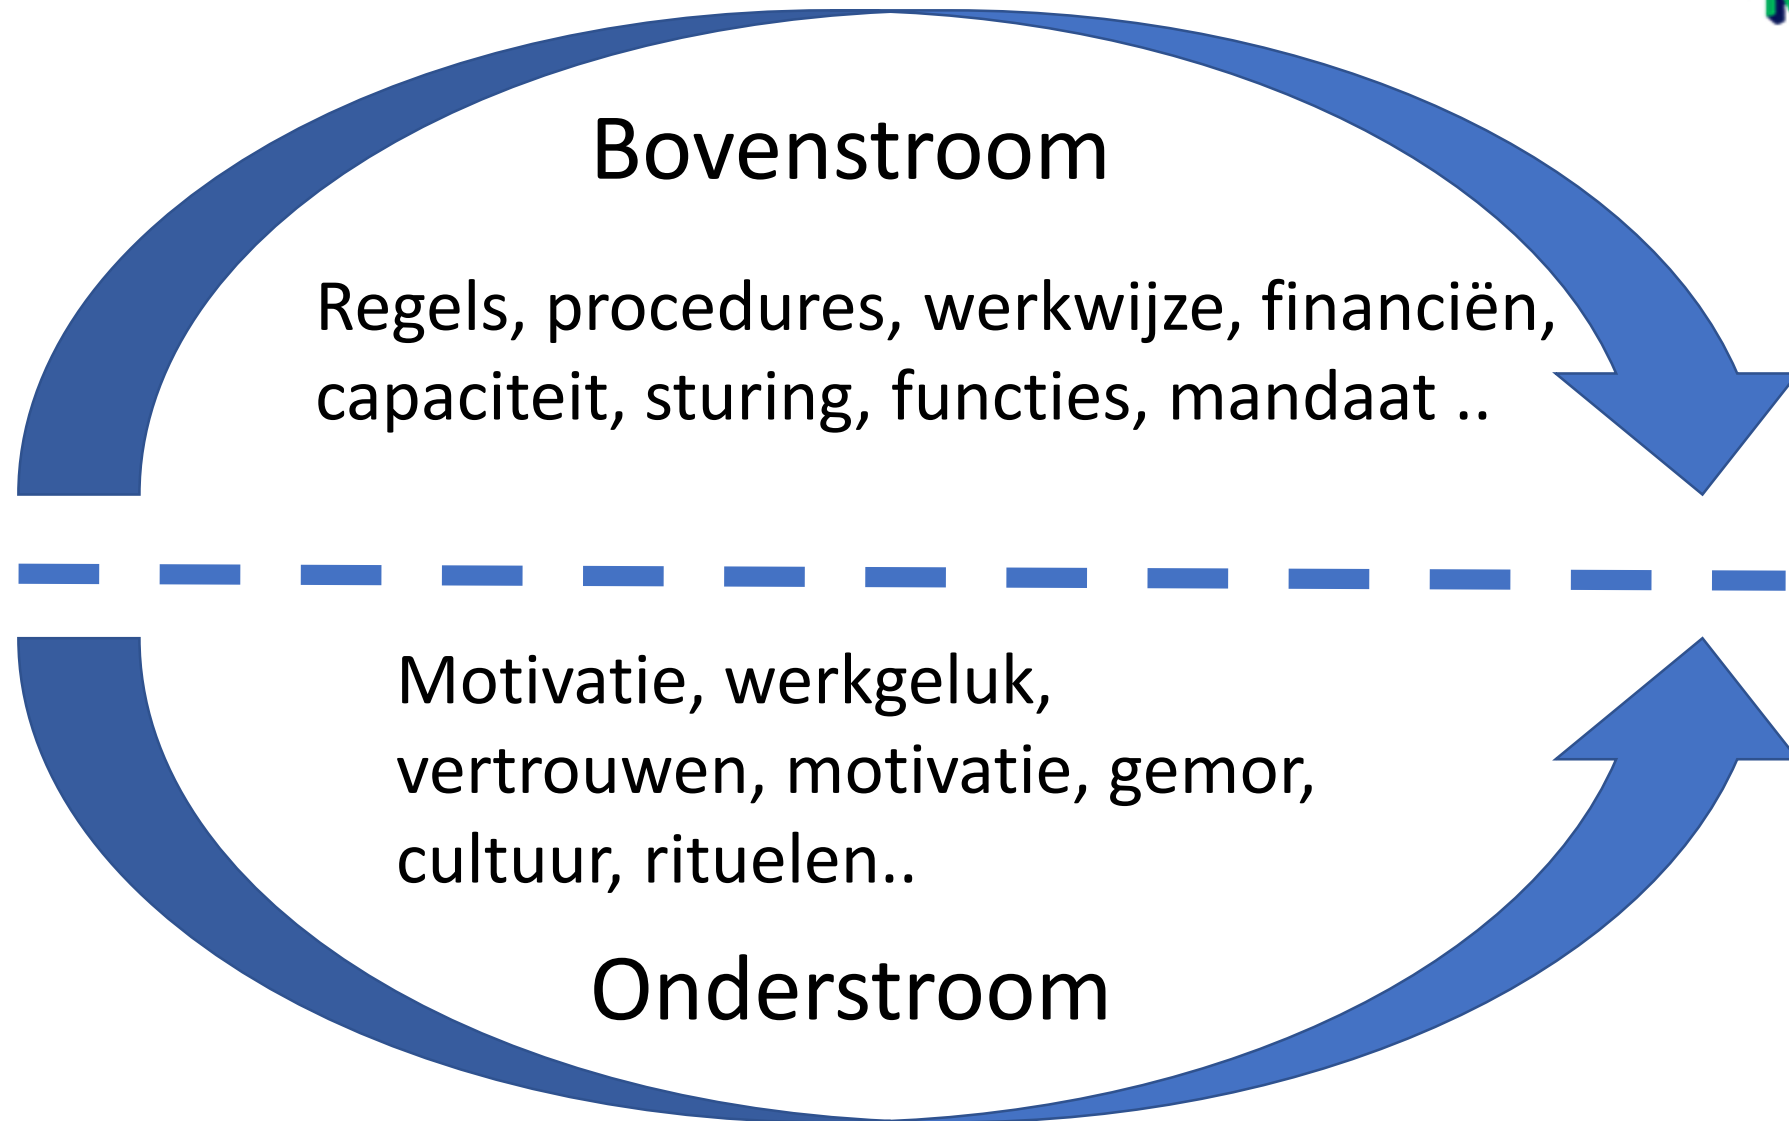 Bovenstroom
Regels, procedures, werkwijze, financiën,
capaciteit, sturing, functies, mandaat ..
Motivatie, werkgeluk,
vertrouwen, motivatie, gemor,
cultuur, rituelen..
Onderstroom